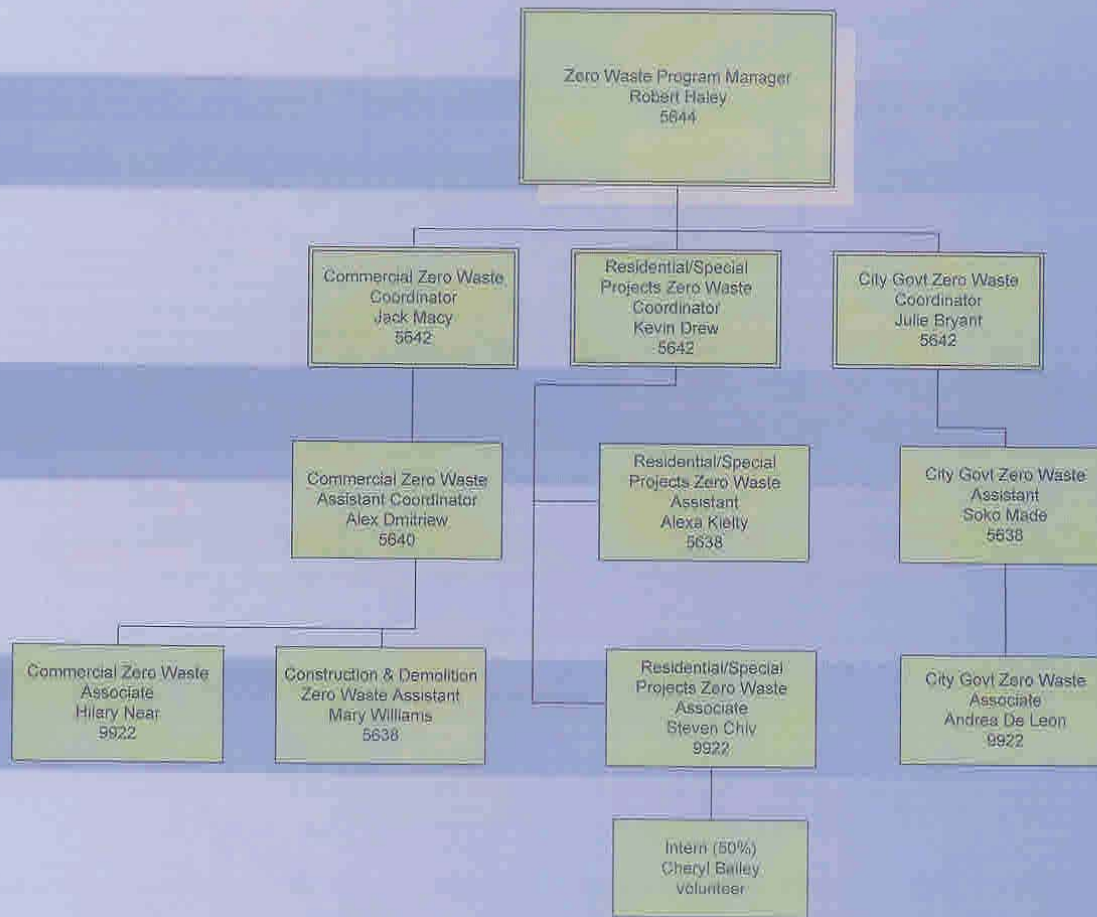 Zero Waste Program Manager
Robert Haley
5644
Commercial Zero Waste
Coordinator
Jack Macy
5642
Residential/Special
Projects Zero Waste
Coordinator
Kevin Drew
5642
City Govt Zero Waste
Coordinator
Julie Bryant
5642
Commercial Zero Waste
Assistant Coordinator
Alex Dmitriew
5640
Residential/Special
Projects Zero Waste
Assistant
Alexa Kielty
5638
City Govt Zero Waste
Assistant
Soko Made
5638
Commercial Zero Waste
Associate
Hilary Near
9922
Construction & Demolition
Zero Waste Assistant
Mary Williams
5638
Residential/Special
Projects Zero Waste
Associate
Steven Chiv
9922
City Govt Zero Waste
Associate
Andrea De Leon
9922
Intern (50%)
Cheryl Bailey
volunteer